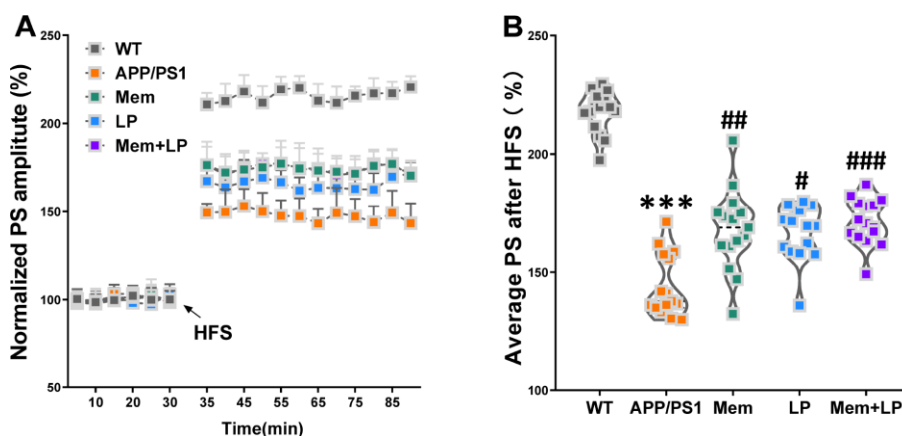 A
Normalized PS amplitude (%)
250
200
150
100
50
WT
APP/PS1
Mem
LP
Mem+LP
HFS
10 20 30 35 45 55 65 75 85
Time(min)
B
Average PS after HFS ( %)
250
200
150
100
***
##
#
###
WT APP/PS1 Mem LP Mem+LP